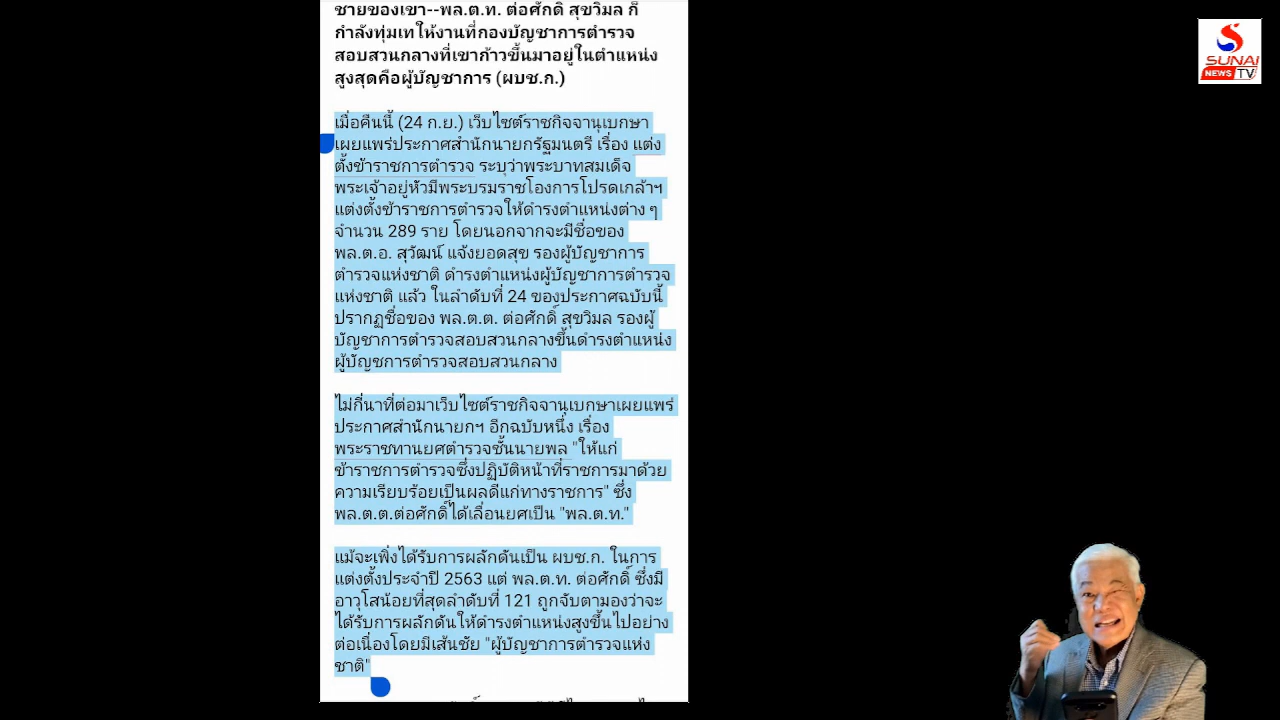 ชายของเขา--พล.ต.ท. ต่อศักดิ์ สุขวิมล ก็
กำลังทุ่มเทให้งานที่กองบัญชาการตำรวจ
สอบสวนกลางที่เขาก้าวขึ้นมาอยู่ในตำแหน่ง
สูงสุดคือผู้บัญชาการ (ผบช.ก.)
เมื่อคืนนี้ (24 ก.ย.) เว็บไซต์ราชกิจจานุเบกษา
เผยแพร่ประกาศสำนักนายกรัฐมนตรี เรื่อง แต่ง
ตั้งข้าราชการตำรวจ ระบุว่าพระบาทสมเด็จ
พระเจ้าอยู่หัวมีพระบรมราชโองการโปรดเกล้าฯ
แต่งตั้งข้าราชการตำรวจให้ดำรงตำแหน่งต่าง ๆ
จำนวน 289 ราย โดยนอกจากจะมีชื่อของ
พล.ต.อ. สุวัฒน์ แจ้งยอดสุข รองผู้บัญชาการ
ตำรวจแห่งชาติ ดำรงตำแหน่งผู้บัญชาการตำรวจ
แห่งชาติ แล้ว ในลำดับที่ 24 ของประกาศฉบับนี้
ปรากฏชื่อของ พล.ต.ต. ต่อศักดิ์ สุขวิมล รองผู้
บัญชาการตำรวจสอบสวนกลางขึ้นดำรงตำแหน่ง
ผู้บัญชการตำรวจสอบสวนกลาง
ไม่กี่นาที่ต่อมาเว็บไซต์ราชกิจจานุเบกษาเผยแพร่
ประกาศสำนักนายกฯ อีกฉบับหนึ่ง เรื่อง
พระราชทานยศตำรวจชั้นนายพล "ให้แก่
ข้าราชการตำรวจซึ่งปฏิบัติหน้าที่ราชการมาด้วย
ความเรียบร้อยเป็นผลดีแก่ทางราชการ" ซึ่ง
พล.ต.ต.ต่อศักดิ์ได้เลื่อนยศเป็น "พล.ต.ท."
แม้จะเพิ่งได้รับการผลักดันเป็น ผบช.ก. ในการ
แต่งตั้งประจำปี 2563 แต่ พล.ต.ท. ต่อศักดิ์ ซึ่งมี
อาวุโสน้อยที่สุดลำดับที่ 121 ถูกจับตามองว่าจะ
ได้รับการผลักดันให้ดำรงตำแหน่งสูงขึ้นไปอย่าง
ต่อเนื่องโดยมีเส้นชัย "ผู้บัญชาการตำรวจแห่ง
ชาติ"
SUNAI
NEWS TV